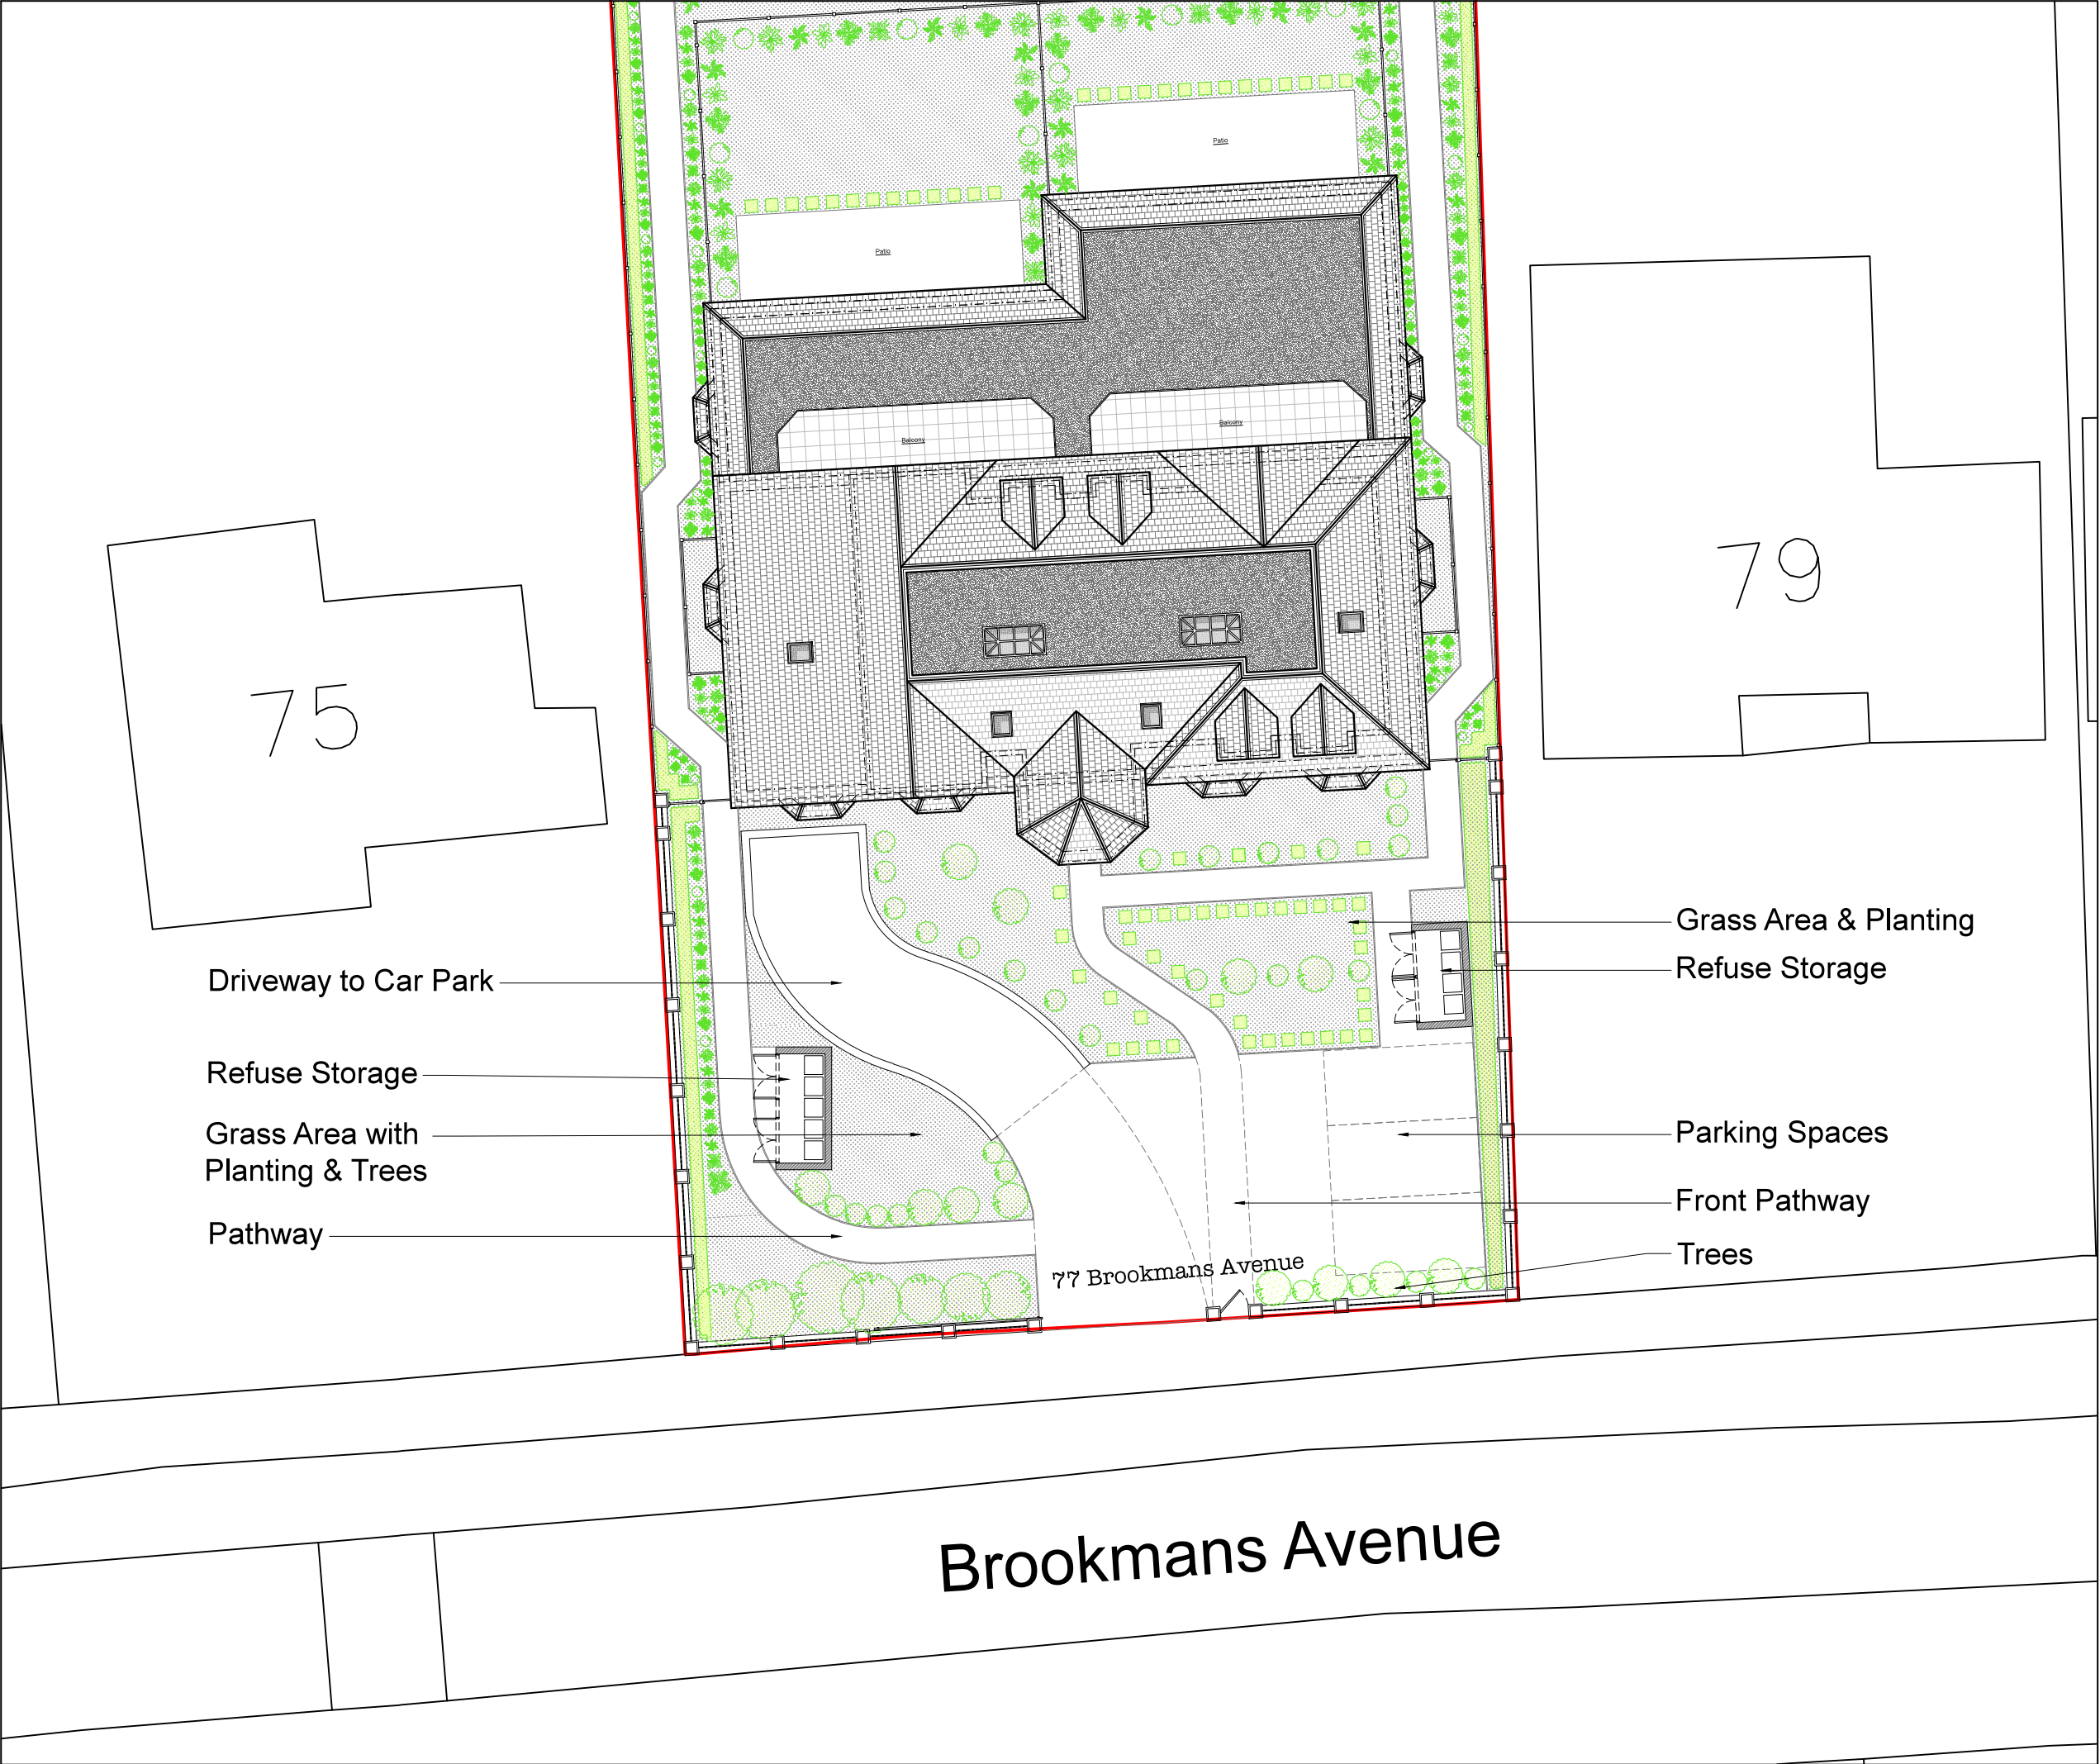 Patio
Patio
Balcony
Balcony
75
79
Driveway to Car Park
Refuse Storage
Grass Area with
Planting & Trees
Pathway
Grass Area & Planting
Refuse Storage
Parking Spaces
Front Pathway
Trees
77 Brookmans Avenue
Brookmans Avenue